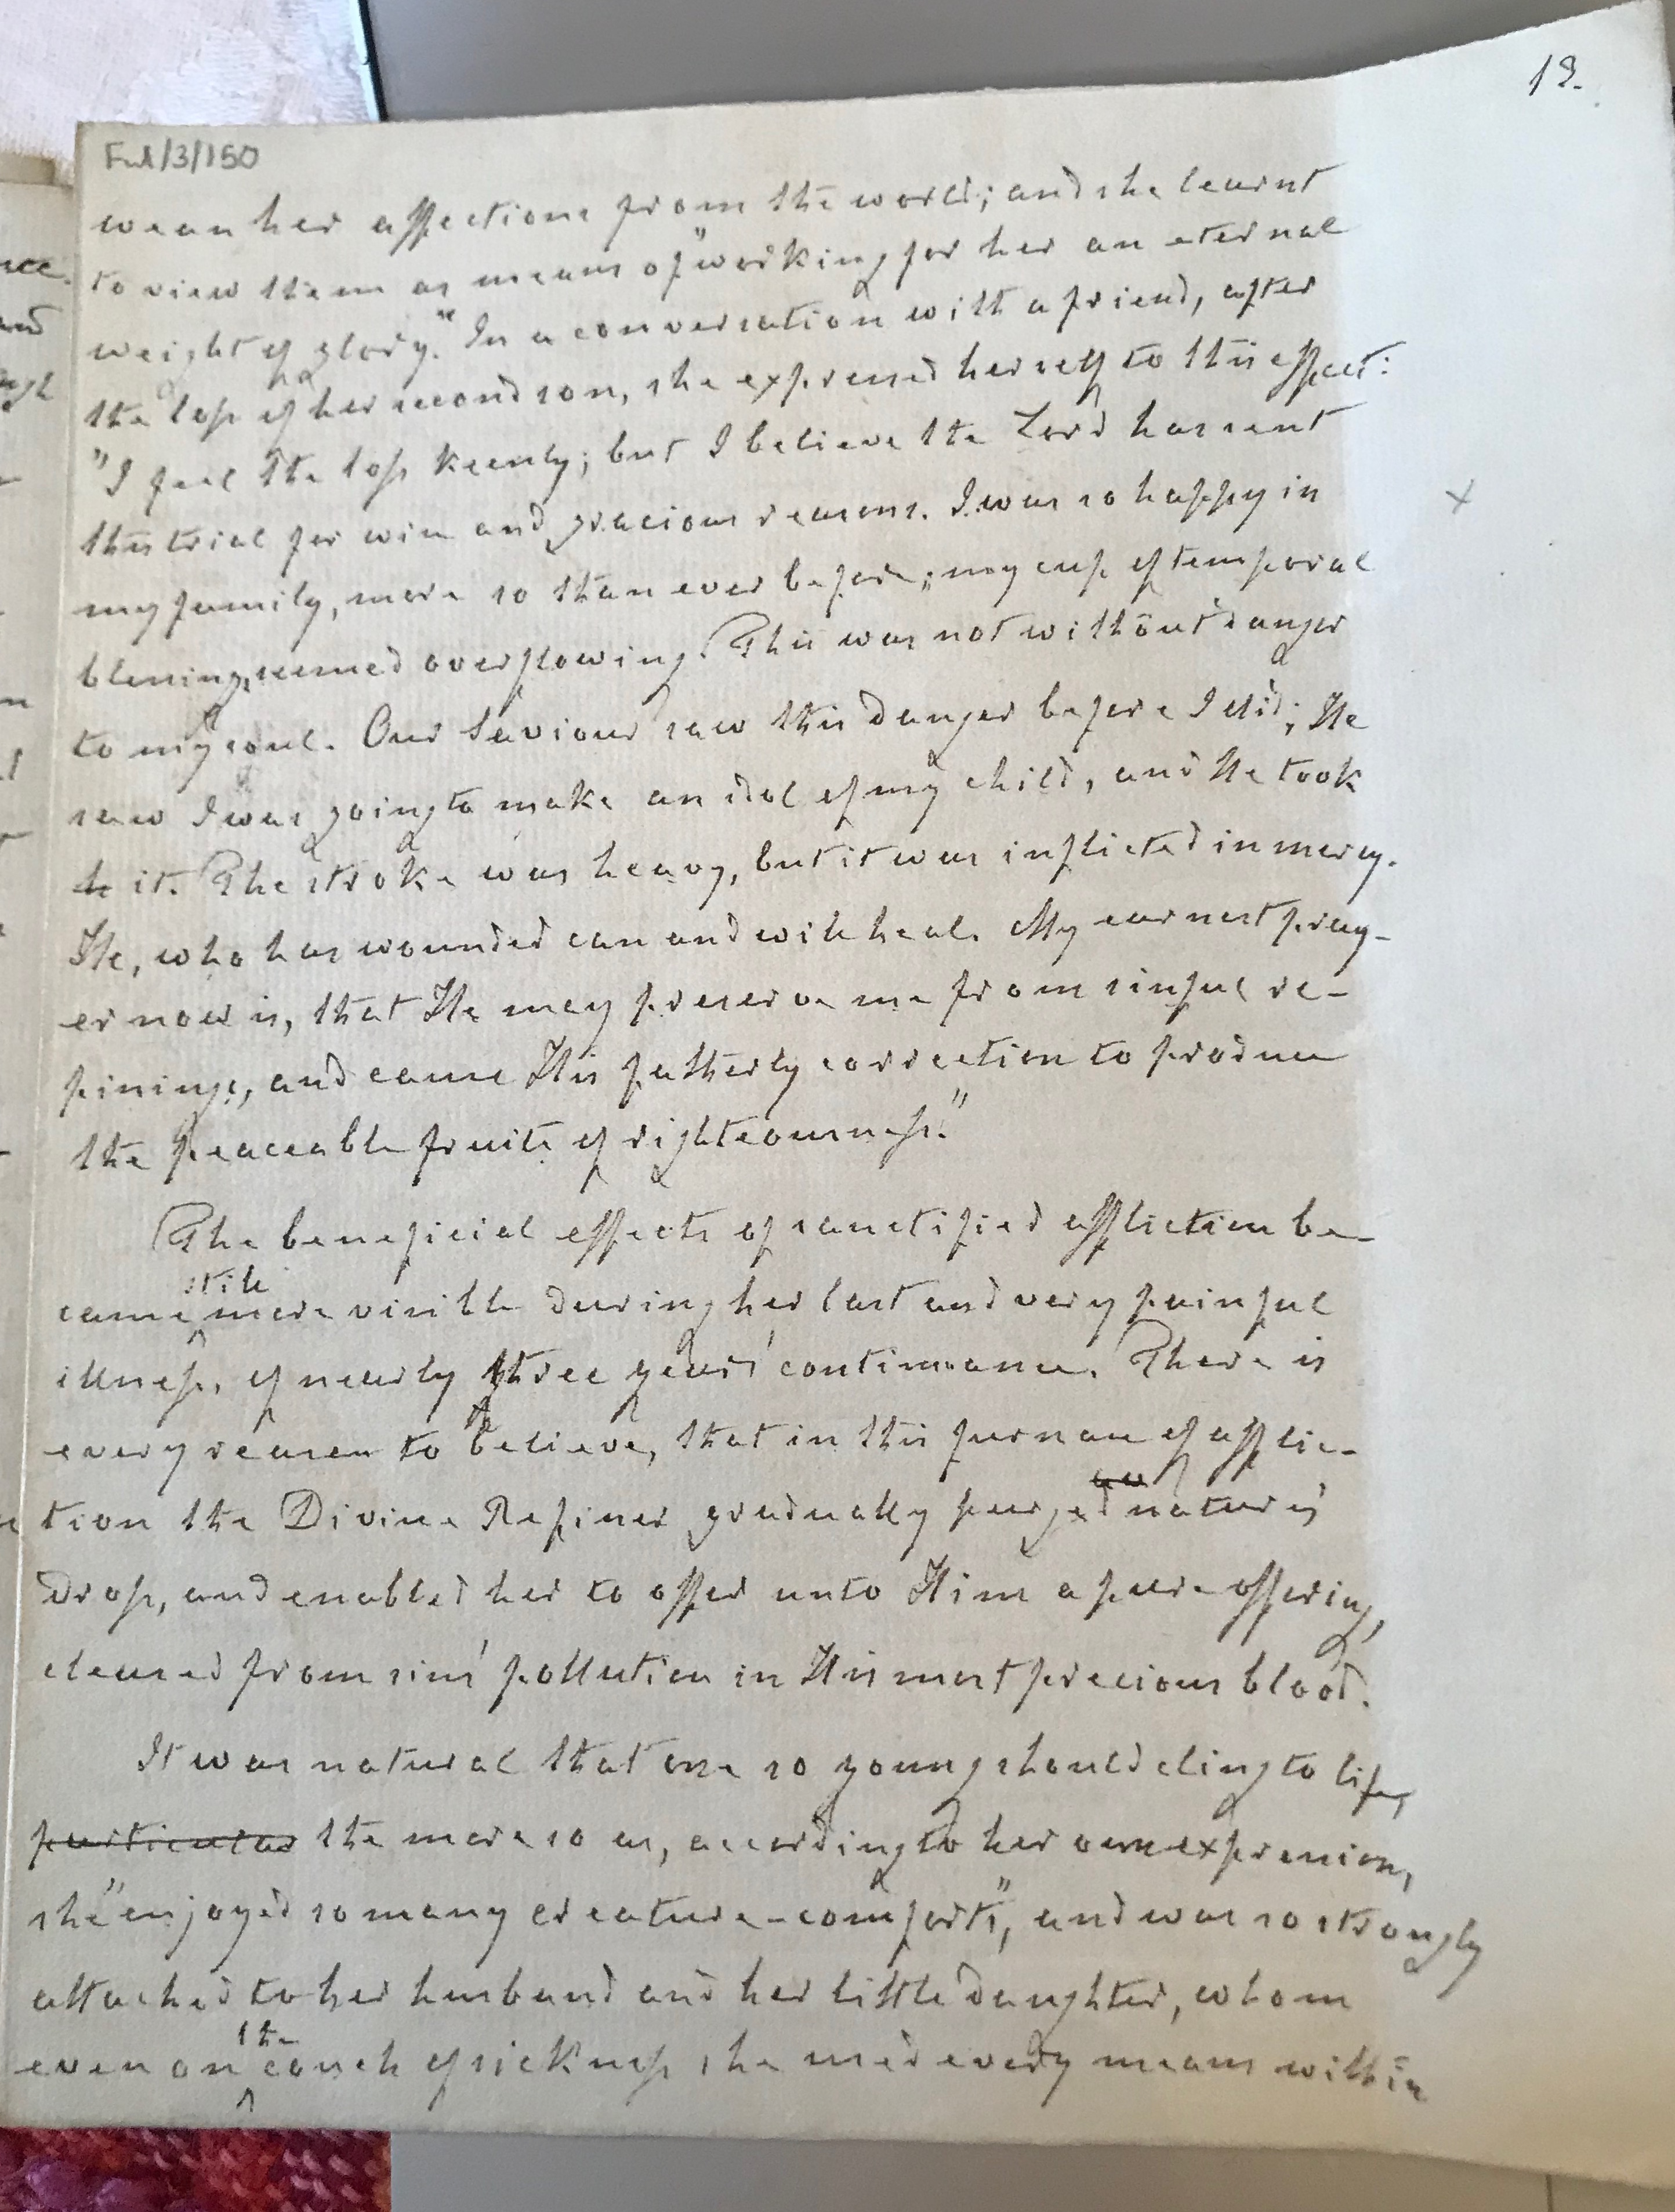 13.
Ful/3/150
wean her affections from the world; and she learnt
to view them as means of "working for her an eternal
weight of glory." In a conversation with a friend, after
the loss of her second son, she expressed herself to this effect:
"I feel the loss keenly; but I believe the Lord has sent
this trial for wise and gracious reasons. I was so happy in
my family, more so than ever before; my cup of temporal
blessings seemed overflowing. This was not without danger
to my soul. Our Saviour saw this danger before I did; He
saw I was going to make an idol of my child, and He took
it. The stroke was heavy, but it was inflicted in mercy.
He, who has wounded can and will heal. My earnest pray-
er now is, that He may preserve me from sinful re-
pinings, and cause His fatherly correction to produce
the peaceable fruits of righteousness."
The beneficial effects of sanctified affliction be-
came still more visible during her last and very painful
illness, of nearly three years' continuance. There is
every reason to believe, that in this furnace of afflic-
tion the Divine Refiner gradually purged nature's
dross, and enabled her to offer unto Him a pure offering,
cleansed from sins' pollution in His most precious blood.
It was natural that one so young should cling to life,
particular the more so as, according to her own expression,
she "enjoyed so many creature-comforts", and was so strongly
attached to her husband and her little daughter, whom
even on the couch of sickness she used every means within